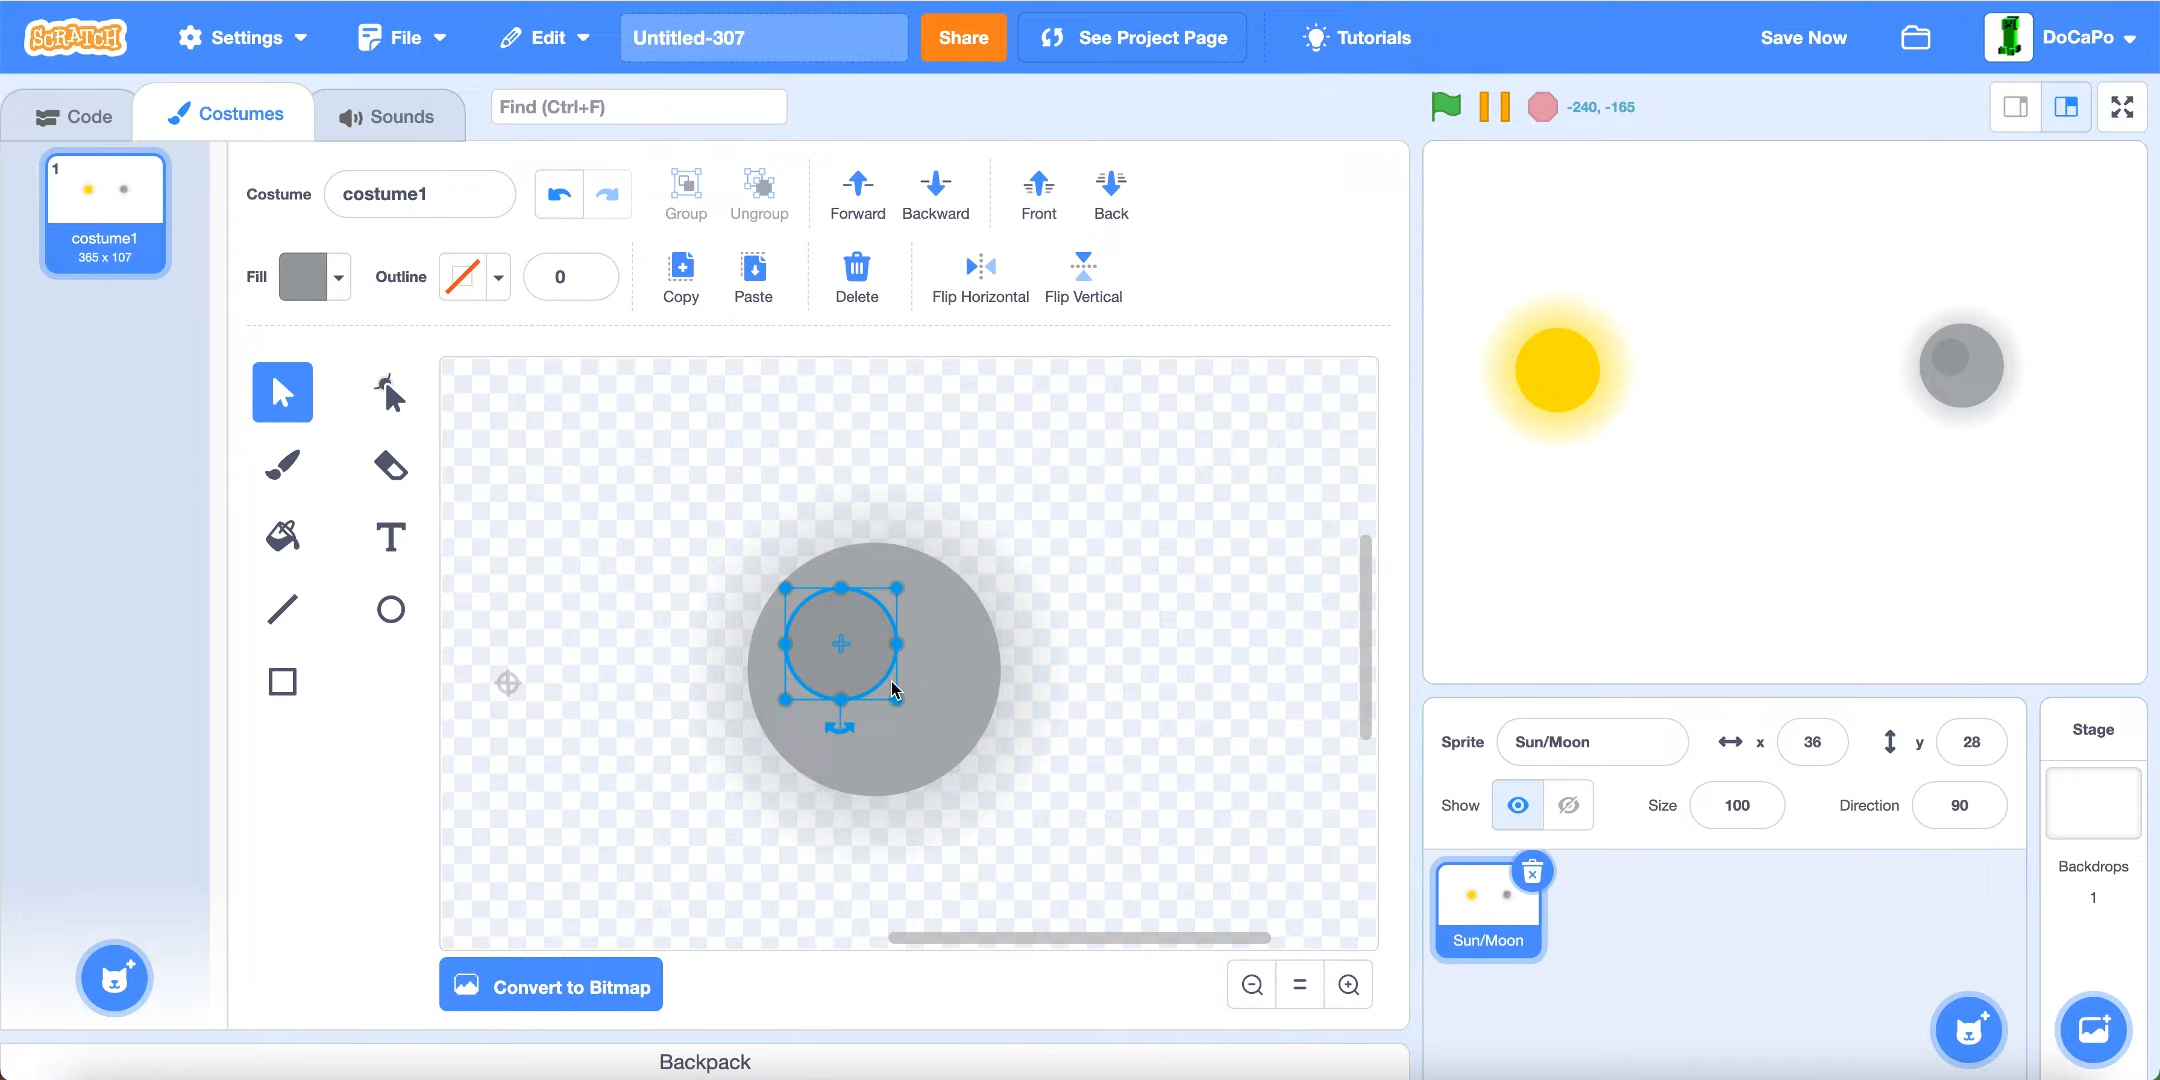 SCRATCH Settings File Edit Untitled-307 Share See Project Page Tutorials Save Now DoCaPo
Code Costumes Sounds Find (Ctrl+F) -240, -165
1
costume1
365 x 107
Costume costume1 Group Ungroup Forward Backward Front Back
Fill Outline 0 Copy Paste Delete Flip Horizontal Flip Vertical
Convert to Bitmap
Backpack
Sprite Sun/Moon x 36 y 28
Show Size 100 Direction 90
Sun/Moon
Stage
Backdrops
1